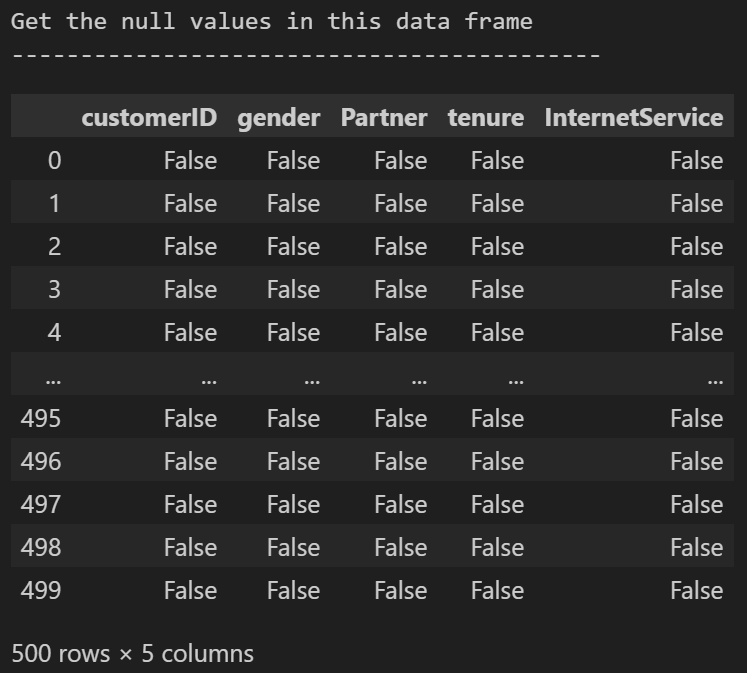 Get the null values in this data frame
-------------------------------------------
customerID gender Partner tenure InternetService
0 False False False False False
1 False False False False False
2 False False False False False
3 False False False False False
4 False False False False False
... ... ... ... ... ...
495 False False False False False
496 False False False False False
497 False False False False False
498 False False False False False
499 False False False False False
500 rows × 5 columns